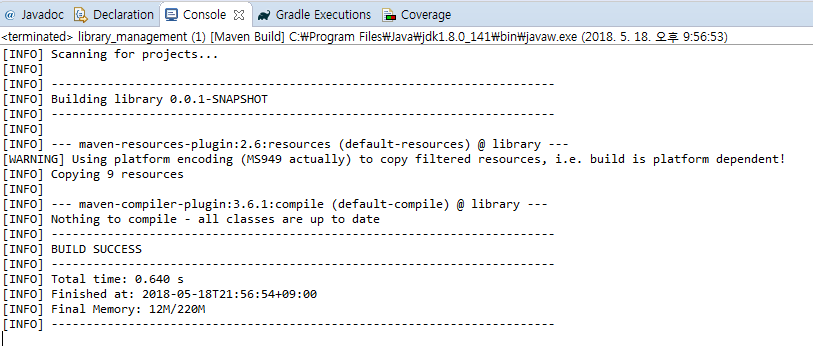 @ Javadoc Declaration Console Gradle Executions Coverage
<terminated> library_management (1) [Maven Build] C:₩Program Files₩Java₩jdk1.8.0_141₩bin₩javaw.exe (2018. 5. 18. 오후 9:56:53)
[INFO] Scanning for projects...
[INFO]
[INFO] ------------------------------------------------------------------------
[INFO] Building library 0.0.1-SNAPSHOT
[INFO] ------------------------------------------------------------------------
[INFO]
[INFO] --- maven-resources-plugin:2.6:resources (default-resources) @ library ---
[WARNING] Using platform encoding (MS949 actually) to copy filtered resources, i.e. build is platform dependent!
[INFO] Copying 9 resources
[INFO]
[INFO] --- maven-compiler-plugin:3.6.1:compile (default-compile) @ library ---
[INFO] Nothing to compile - all classes are up to date
[INFO] ------------------------------------------------------------------------
[INFO] BUILD SUCCESS
[INFO] ------------------------------------------------------------------------
[INFO] Total time: 0.640 s
[INFO] Finished at: 2018-05-18T21:56:54+09:00
[INFO] Final Memory: 12M/220M
[INFO] ------------------------------------------------------------------------